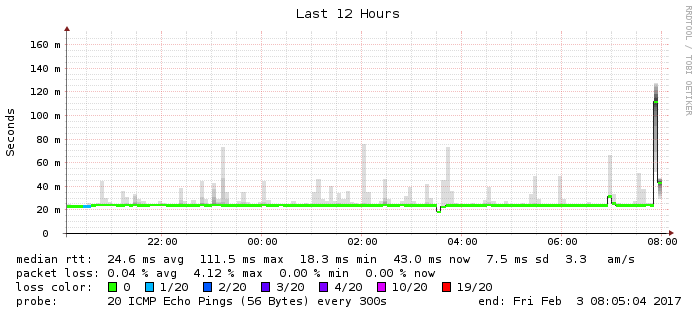 Last 12 Hours
RRDTOOL / TOBI OETIKER
Seconds
160 m
140 m
120 m
100 m
80 m
60 m
40 m
20 m
0
22:00 00:00 02:00 04:00 06:00 08:00
median rtt: 24.6 ms avg 111.5 ms max 18.3 ms min 43.0 ms now 7.5 ms sd 3.3 am/s
packet loss: 0.04 % avg 4.12 % max 0.00 % min 0.00 % now
loss color: 0 1/20 2/20 3/20 4/20 10/20 19/20
probe: 20 ICMP Echo Pings (56 Bytes) every 300s end: Fri Feb 3 08:05:04 2017